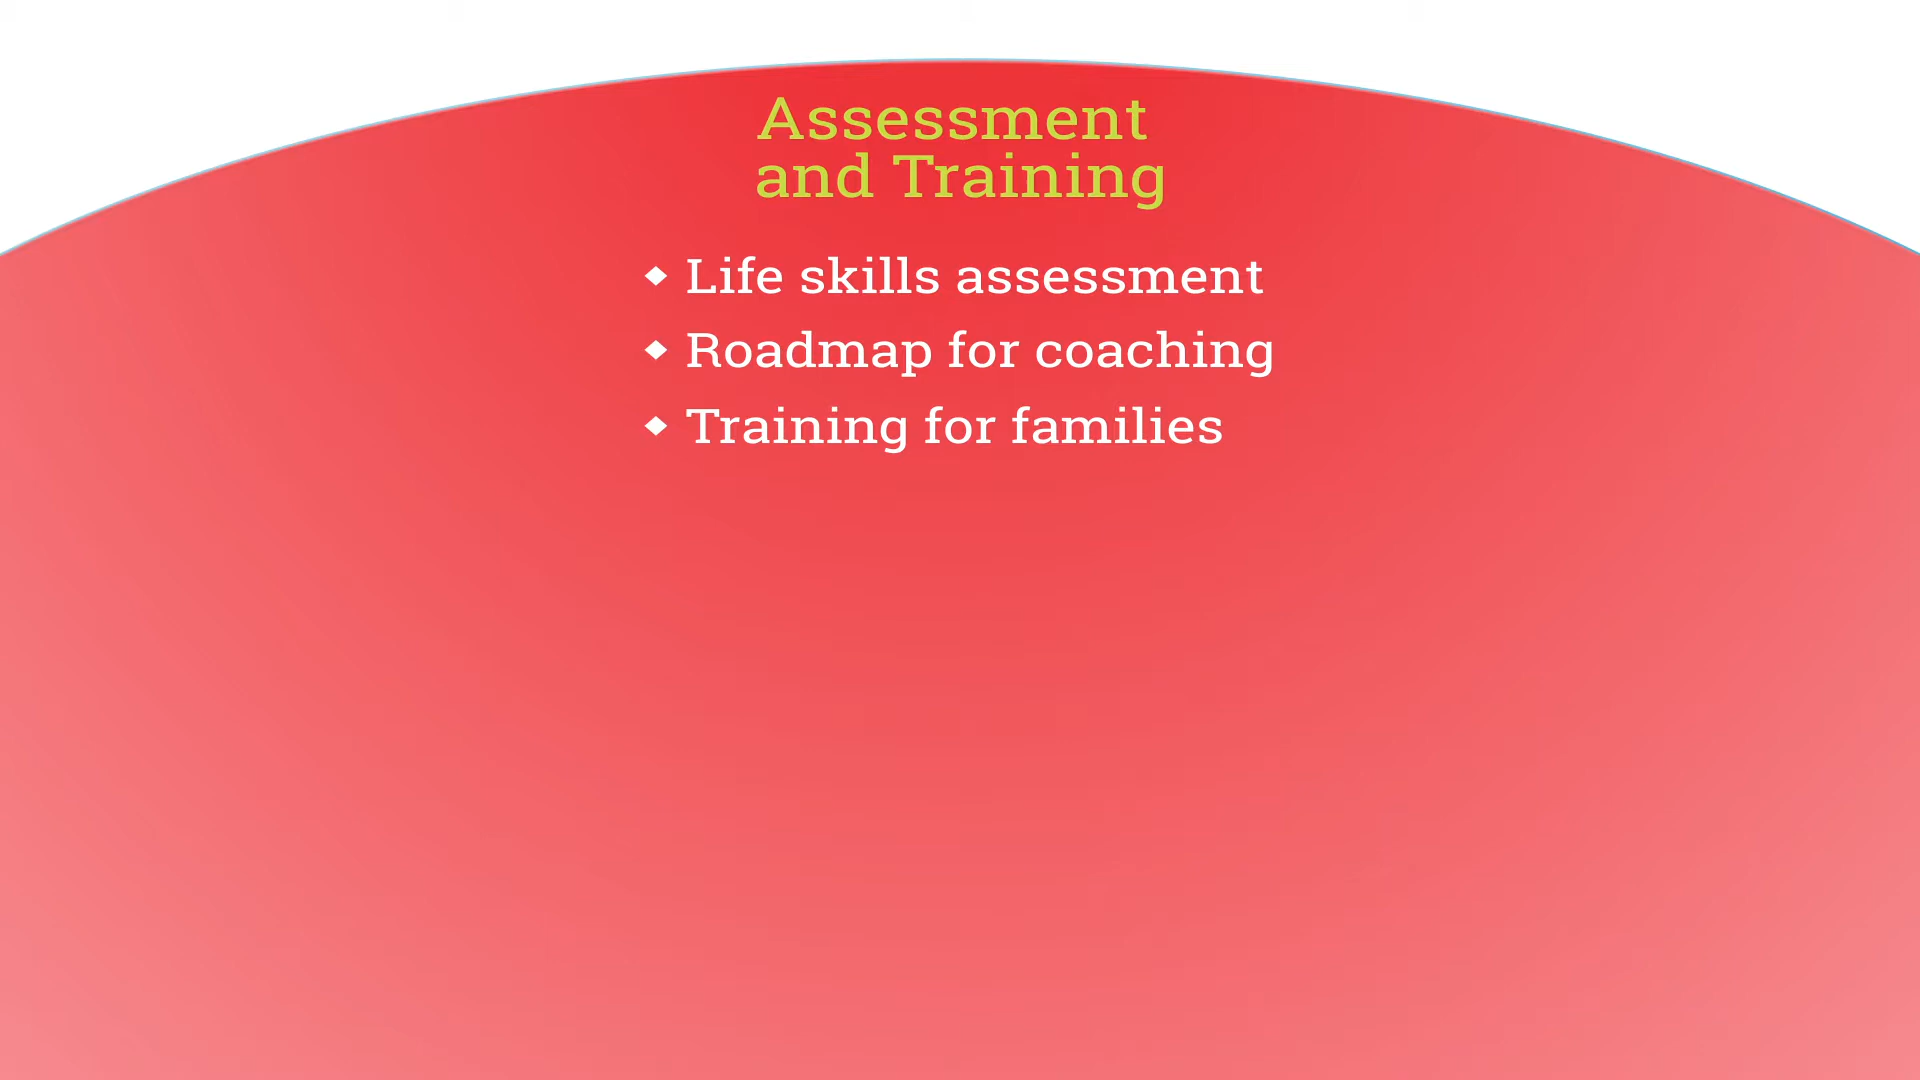 Assessment
and Training
◆ Life skills assessment
◆ Roadmap for coaching
◆ Training for families